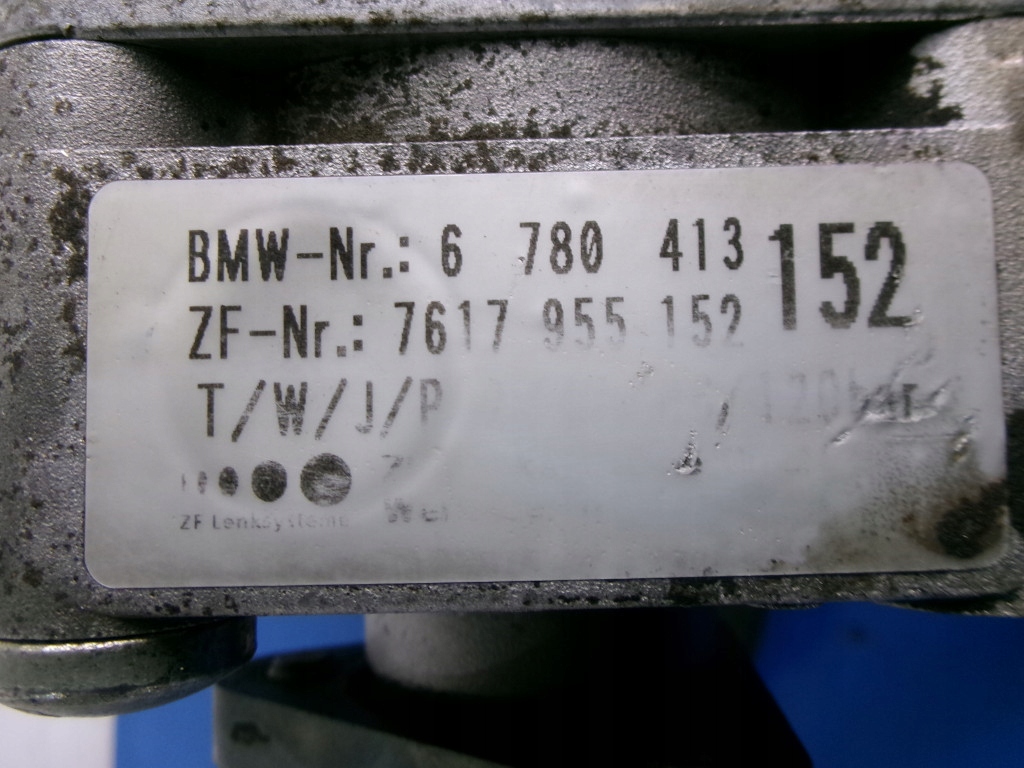 BMW-Nr.: 6 780 413 152
ZF-Nr.: 7617 955 152
T/W/J/P
ZF Lenksysteme